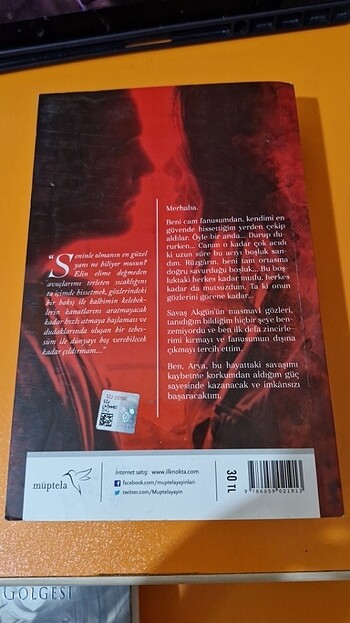 Merhaba.
Beni cam fanusumdan, kendimi en
güvende hissettiğim yerden çekip
aldılar. Öyle bir anda... Durup du-
rurken... Canım o kadar çok acıdı
ki uzun süre bu acıyı boşluk san-
dım. Rüzgârın, beni tam ortasına
doğru savurduğu boşluk... Bu boş-
luktaki herkes kadar mutlu, herkes
kadar da mutsuzdum. Ta ki onun
gözlerini görene kadar...
Savaş Akgün'ün masmavi gözleri,
tanıdığım bildiğim hiçbir şeye ben-
zemiyordu ve ben ilk defa zincirle-
rimi kırmayı ve fanusumun dışına
çıkmayı tercih ettim.
Ben, Arya, bu hayattaki savaşımı
kaybetme korkumdan aldığım güç
sayesinde kazanacak ve imkânsızı
başaracaktım.
“Seninle olmanın en güzel
yanı ne biliyor musun?
Elin elime değmeden
avuçlarımı terleten sıcaklığını
ta içimde hissetmek, gözlerindeki
bir bakış ile kalbimin kelebek-
lerin kanatlarını aratmayacak
kadar hızlı atmaya başlaması ve
dudaklarında oluşan bir tebes-
süm ile dünyayı boş verebilecek
kadar çıldırmam...”
müptela
İnternet satış: www.ilknokta.com
facebook.com/muptelayayinlari
twitter.com/Muptelayayin
30 TL
9 786059 021913
GÖLGESİ